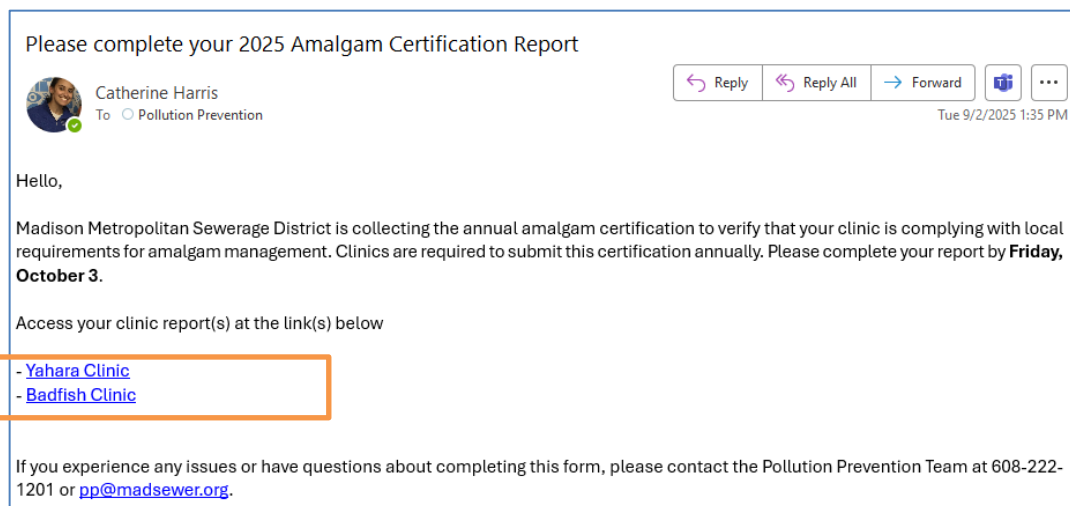 Please complete your 2025 Amalgam Certification Report
Catherine Harris
To Pollution Prevention
Reply Reply All Forward
Tue 9/2/2025 1:35 PM
Hello,
Madison Metropolitan Sewerage District is collecting the annual amalgam certification to verify that your clinic is complying with local
requirements for amalgam management. Clinics are required to submit this certification annually. Please complete your report by Friday,
October 3.
Access your clinic report(s) at the link(s) below
- Yahara Clinic
- Badfish Clinic
If you experience any issues or have questions about completing this form, please contact the Pollution Prevention Team at 608-222-
1201 or pp@madsewer.org.